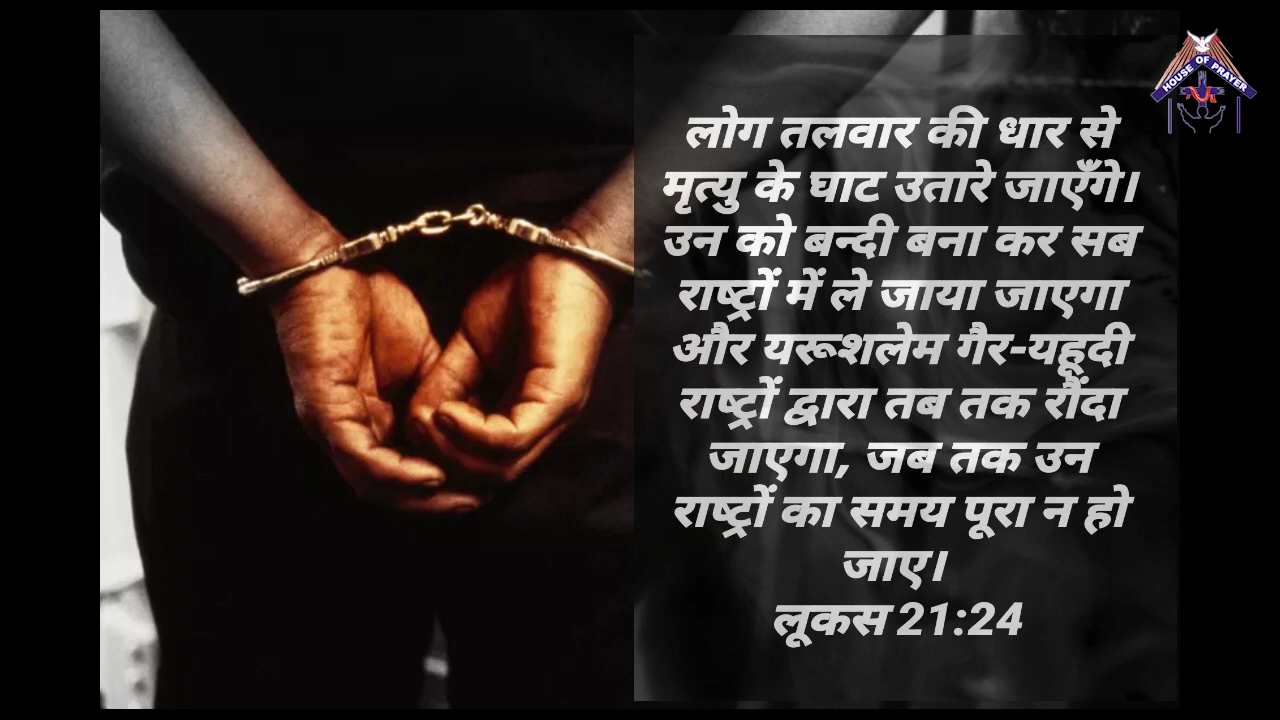 HOUSE OF PRAYER
लोग तलवार की धार से
मृत्यु के घाट उतारे जाएँगे।
उन को बन्दी बना कर सब
राष्ट्रों में ले जाया जाएगा
और यरूशलेम गैर-यहूदी
राष्ट्रों द्वारा तब तक रौंदा
जाएगा, जब तक उन
राष्ट्रों का समय पूरा न हो
जाए।
लूकस 21:24